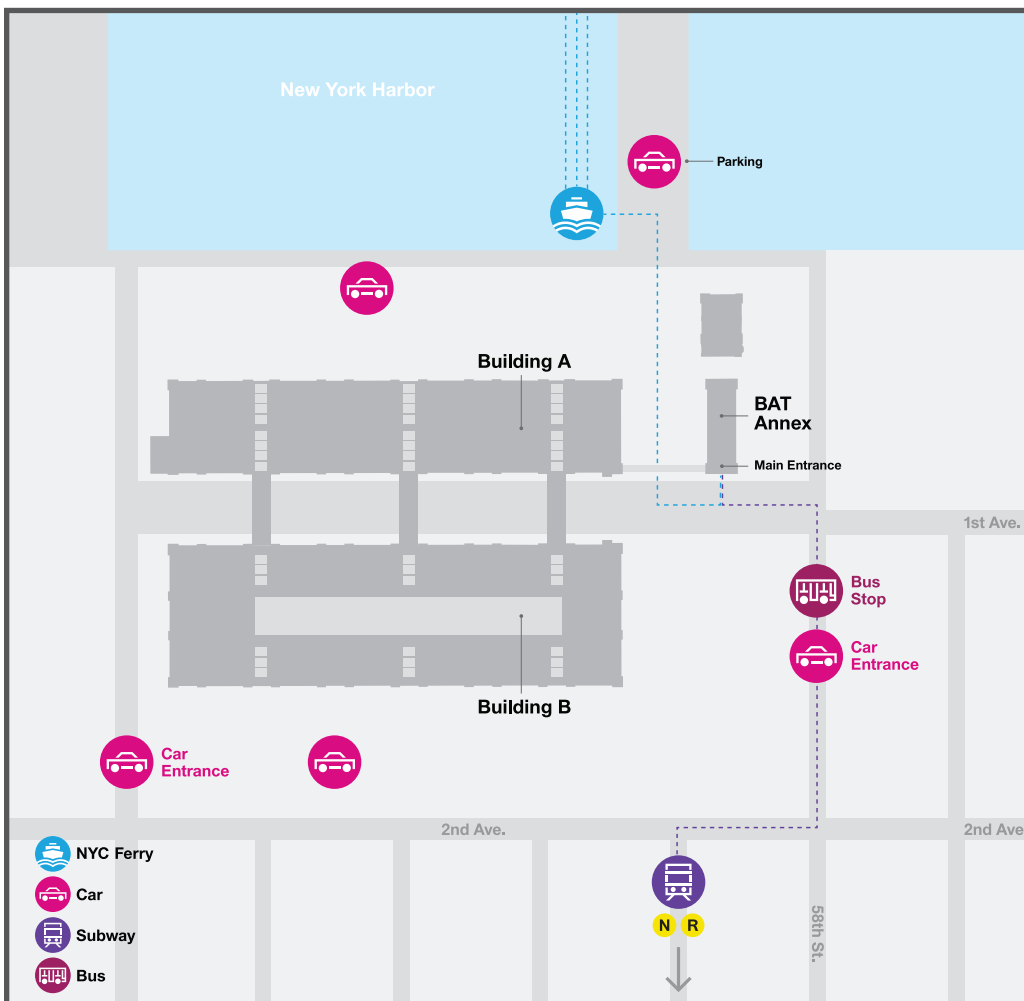 New York Harbor
Parking
Building A
BAT
Annex
Main Entrance
1st Ave.
Bus
Stop
Car
Entrance
Building B
Car
Entrance
2nd Ave.
2nd Ave
NYC Ferry
Car
Subway
Bus
N R
58th St.